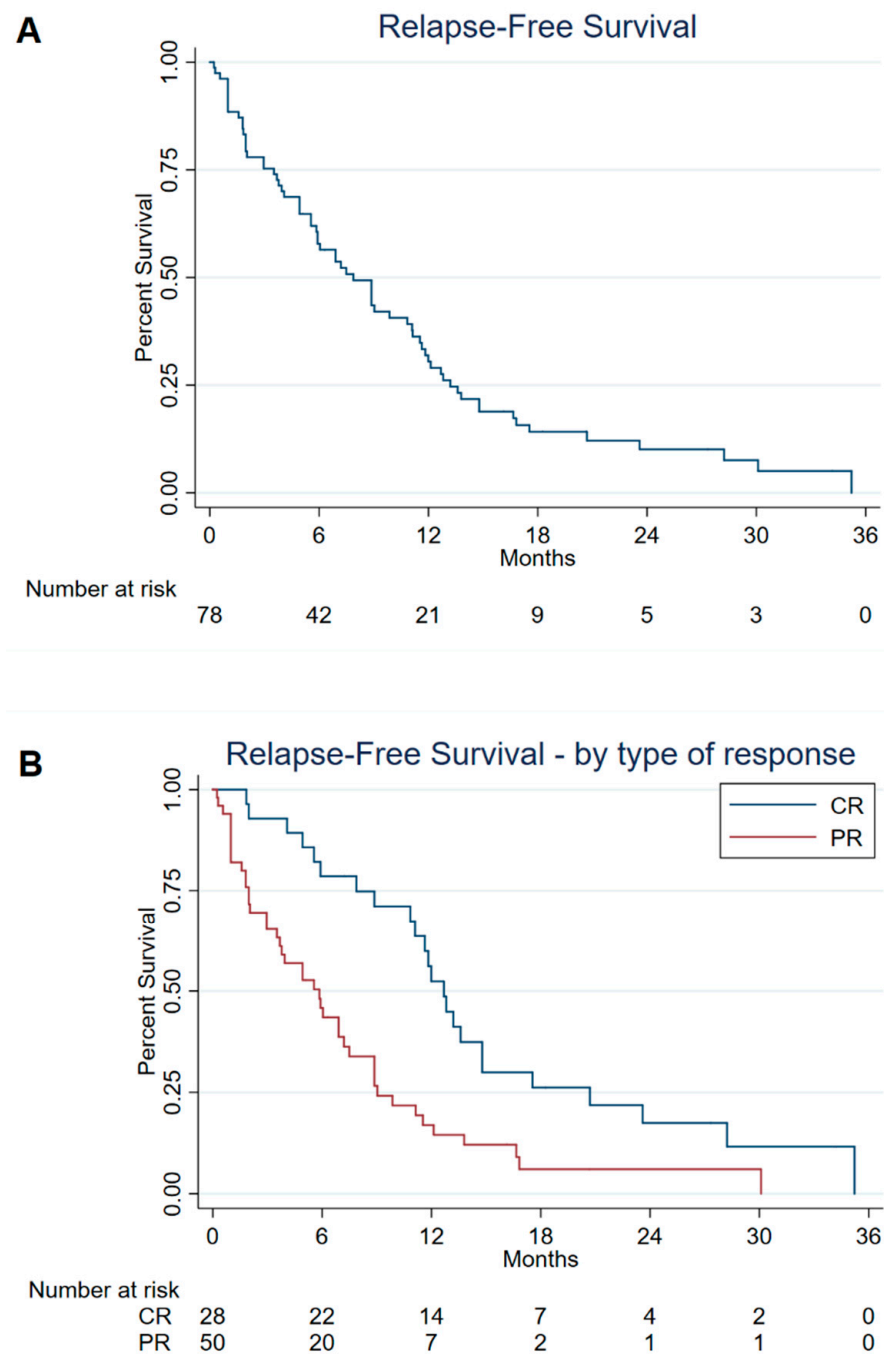 A
Relapse-Free Survival
Percent Survival
1.00
0.75
0.50
0.25
0.00
0 6 12 18 24 30 36
Months
Number at risk
78 42 21 9 5 3 0
B
Relapse-Free Survival - by type of response
CR
PR
Percent Survival
1.00
0.75
0.50
0.25
0.00
0 6 12 18 24 30 36
Months
Number at risk
CR 28 22 14 7 4 2 0
PR 50 20 7 2 1 1 0